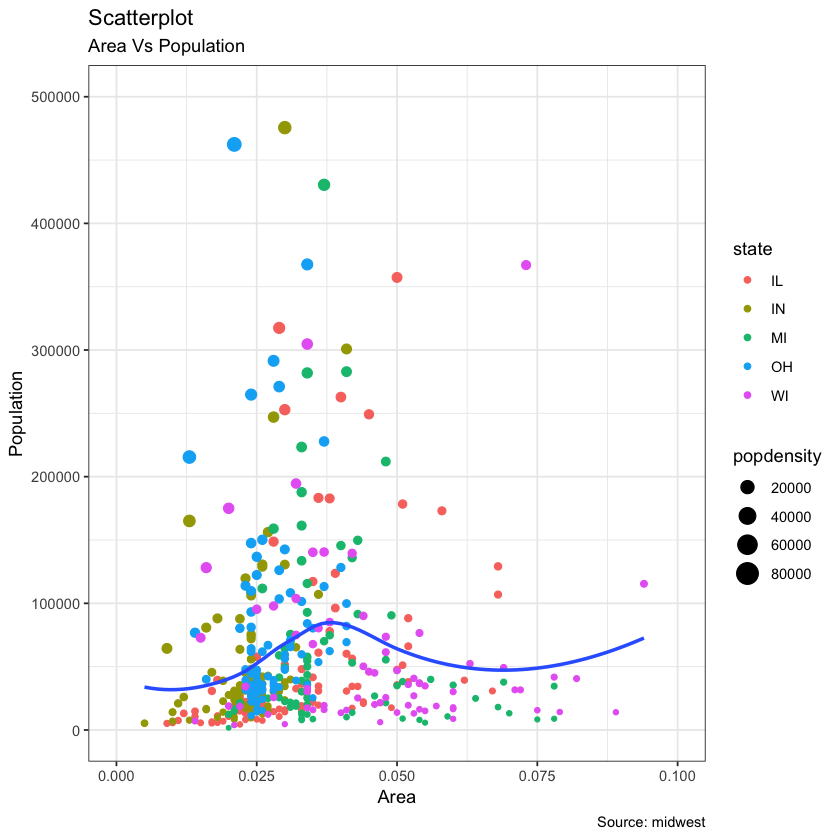 Scatterplot
Area Vs Population
500000
400000
300000
200000
100000
0
Population
0.000
0.025
0.050
0.075
0.100
Area
state
IL
IN
MI
OH
WI
popdensity
20000
40000
60000
80000
Source: midwest